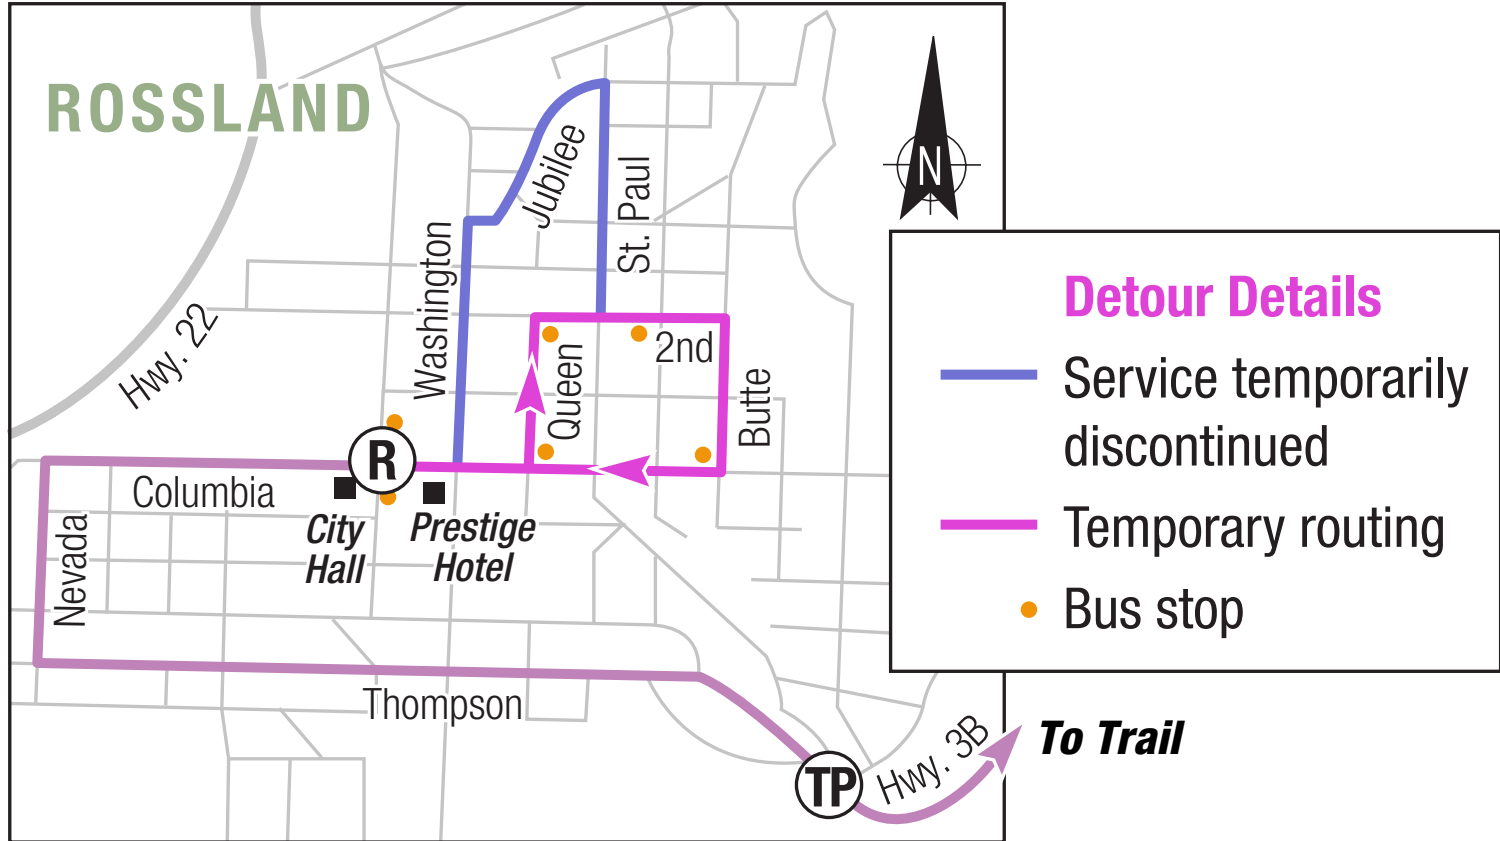 ROSSLAND
N
Jubilee
St. Paul
Washington
Hwy. 22
Queen
2nd
Butte
R
Columbia
City
Hall
Prestige
Hotel
Nevada
Thompson
TP
Hwy. 3B
To Trail
Detour Details
Service temporarily
discontinued
Temporary routing
Bus stop